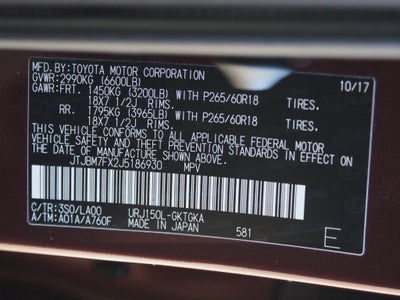 MFD.BY:TOYOTA MOTOR CORPORATION
GVWR:2990KG (6600LB) 10/17
GAWR:FRT. 1450KG (3200LB) WITH P265/60R18 TIRES.
18X7 1/2J RIMS.
RR. 1795KG (3965LB) WITH P265/60R18 TIRES.
18X7 1/2J RIMS.
THIS VEHICLE CONFORMS TO ALL APPLICABLE FEDERAL MOTOR
VEHICLE SAFETY AND THEFT PREVENTION STANDARDS IN EFFECT ON
THE DATE OF MANUFACTURE SHOWN ABOVE.
JTJBM7FX2J5186930 MPV
C/TR:3S0/LA00 URJ150L-GKTGKA
A/TM:A01A/A760F MADE IN JAPAN 581 E